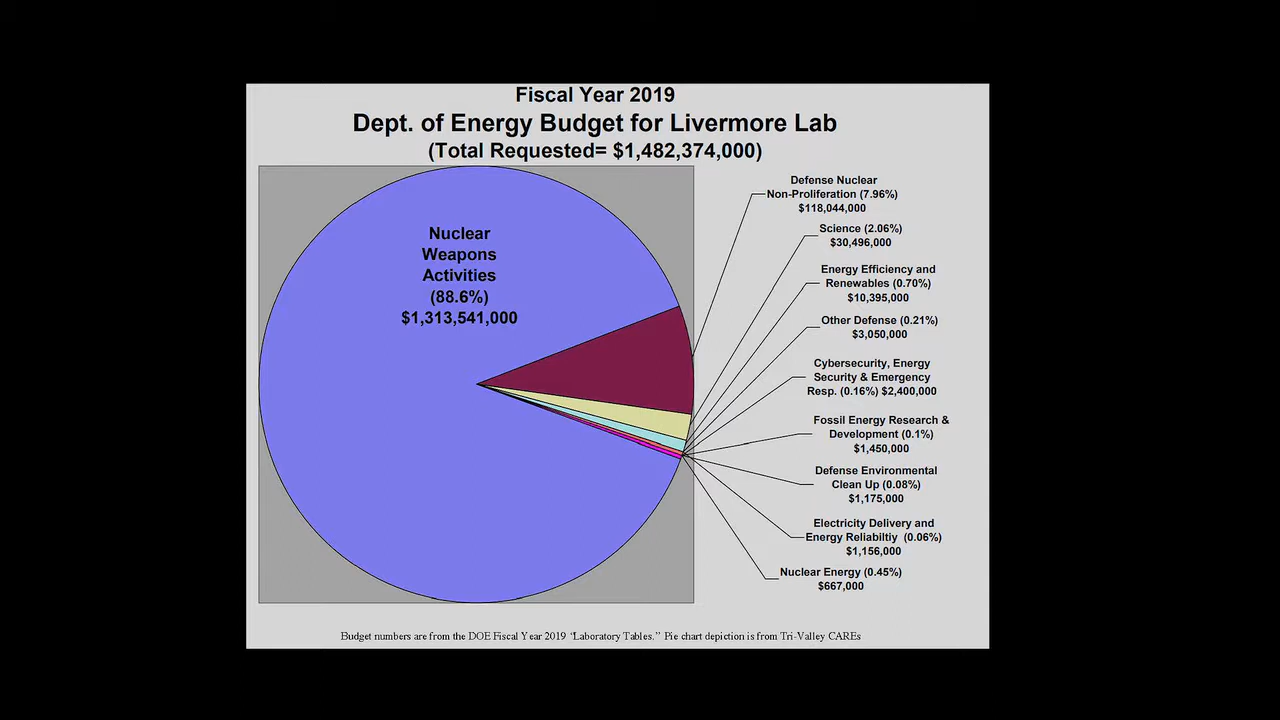 Fiscal Year 2019
Dept. of Energy Budget for Livermore Lab
(Total Requested= $1,482,374,000)
Nuclear
Weapons
Activities
(88.6%)
$1,313,541,000
Defense Nuclear
Non-Proliferation (7.96%)
$118,044,000
Science (2.06%)
$30,496,000
Energy Efficiency and
Renewables (0.70%)
$10,395,000
Other Defense (0.21%)
$3,050,000
Cybersecurity, Energy
Security & Emergency
Resp. (0.16%) $2,400,000
Fossil Energy Research &
Development (0.1%)
$1,450,000
Defense Environmental
Clean Up (0.08%)
$1,175,000
Electricity Delivery and
Energy Reliabiltiy (0.06%)
$1,156,000
Nuclear Energy (0.45%)
$667,000
Budget numbers are from the DOE Fiscal Year 2019 "Laboratory Tables." Pie chart depiction is from Tri-Valley CAREs